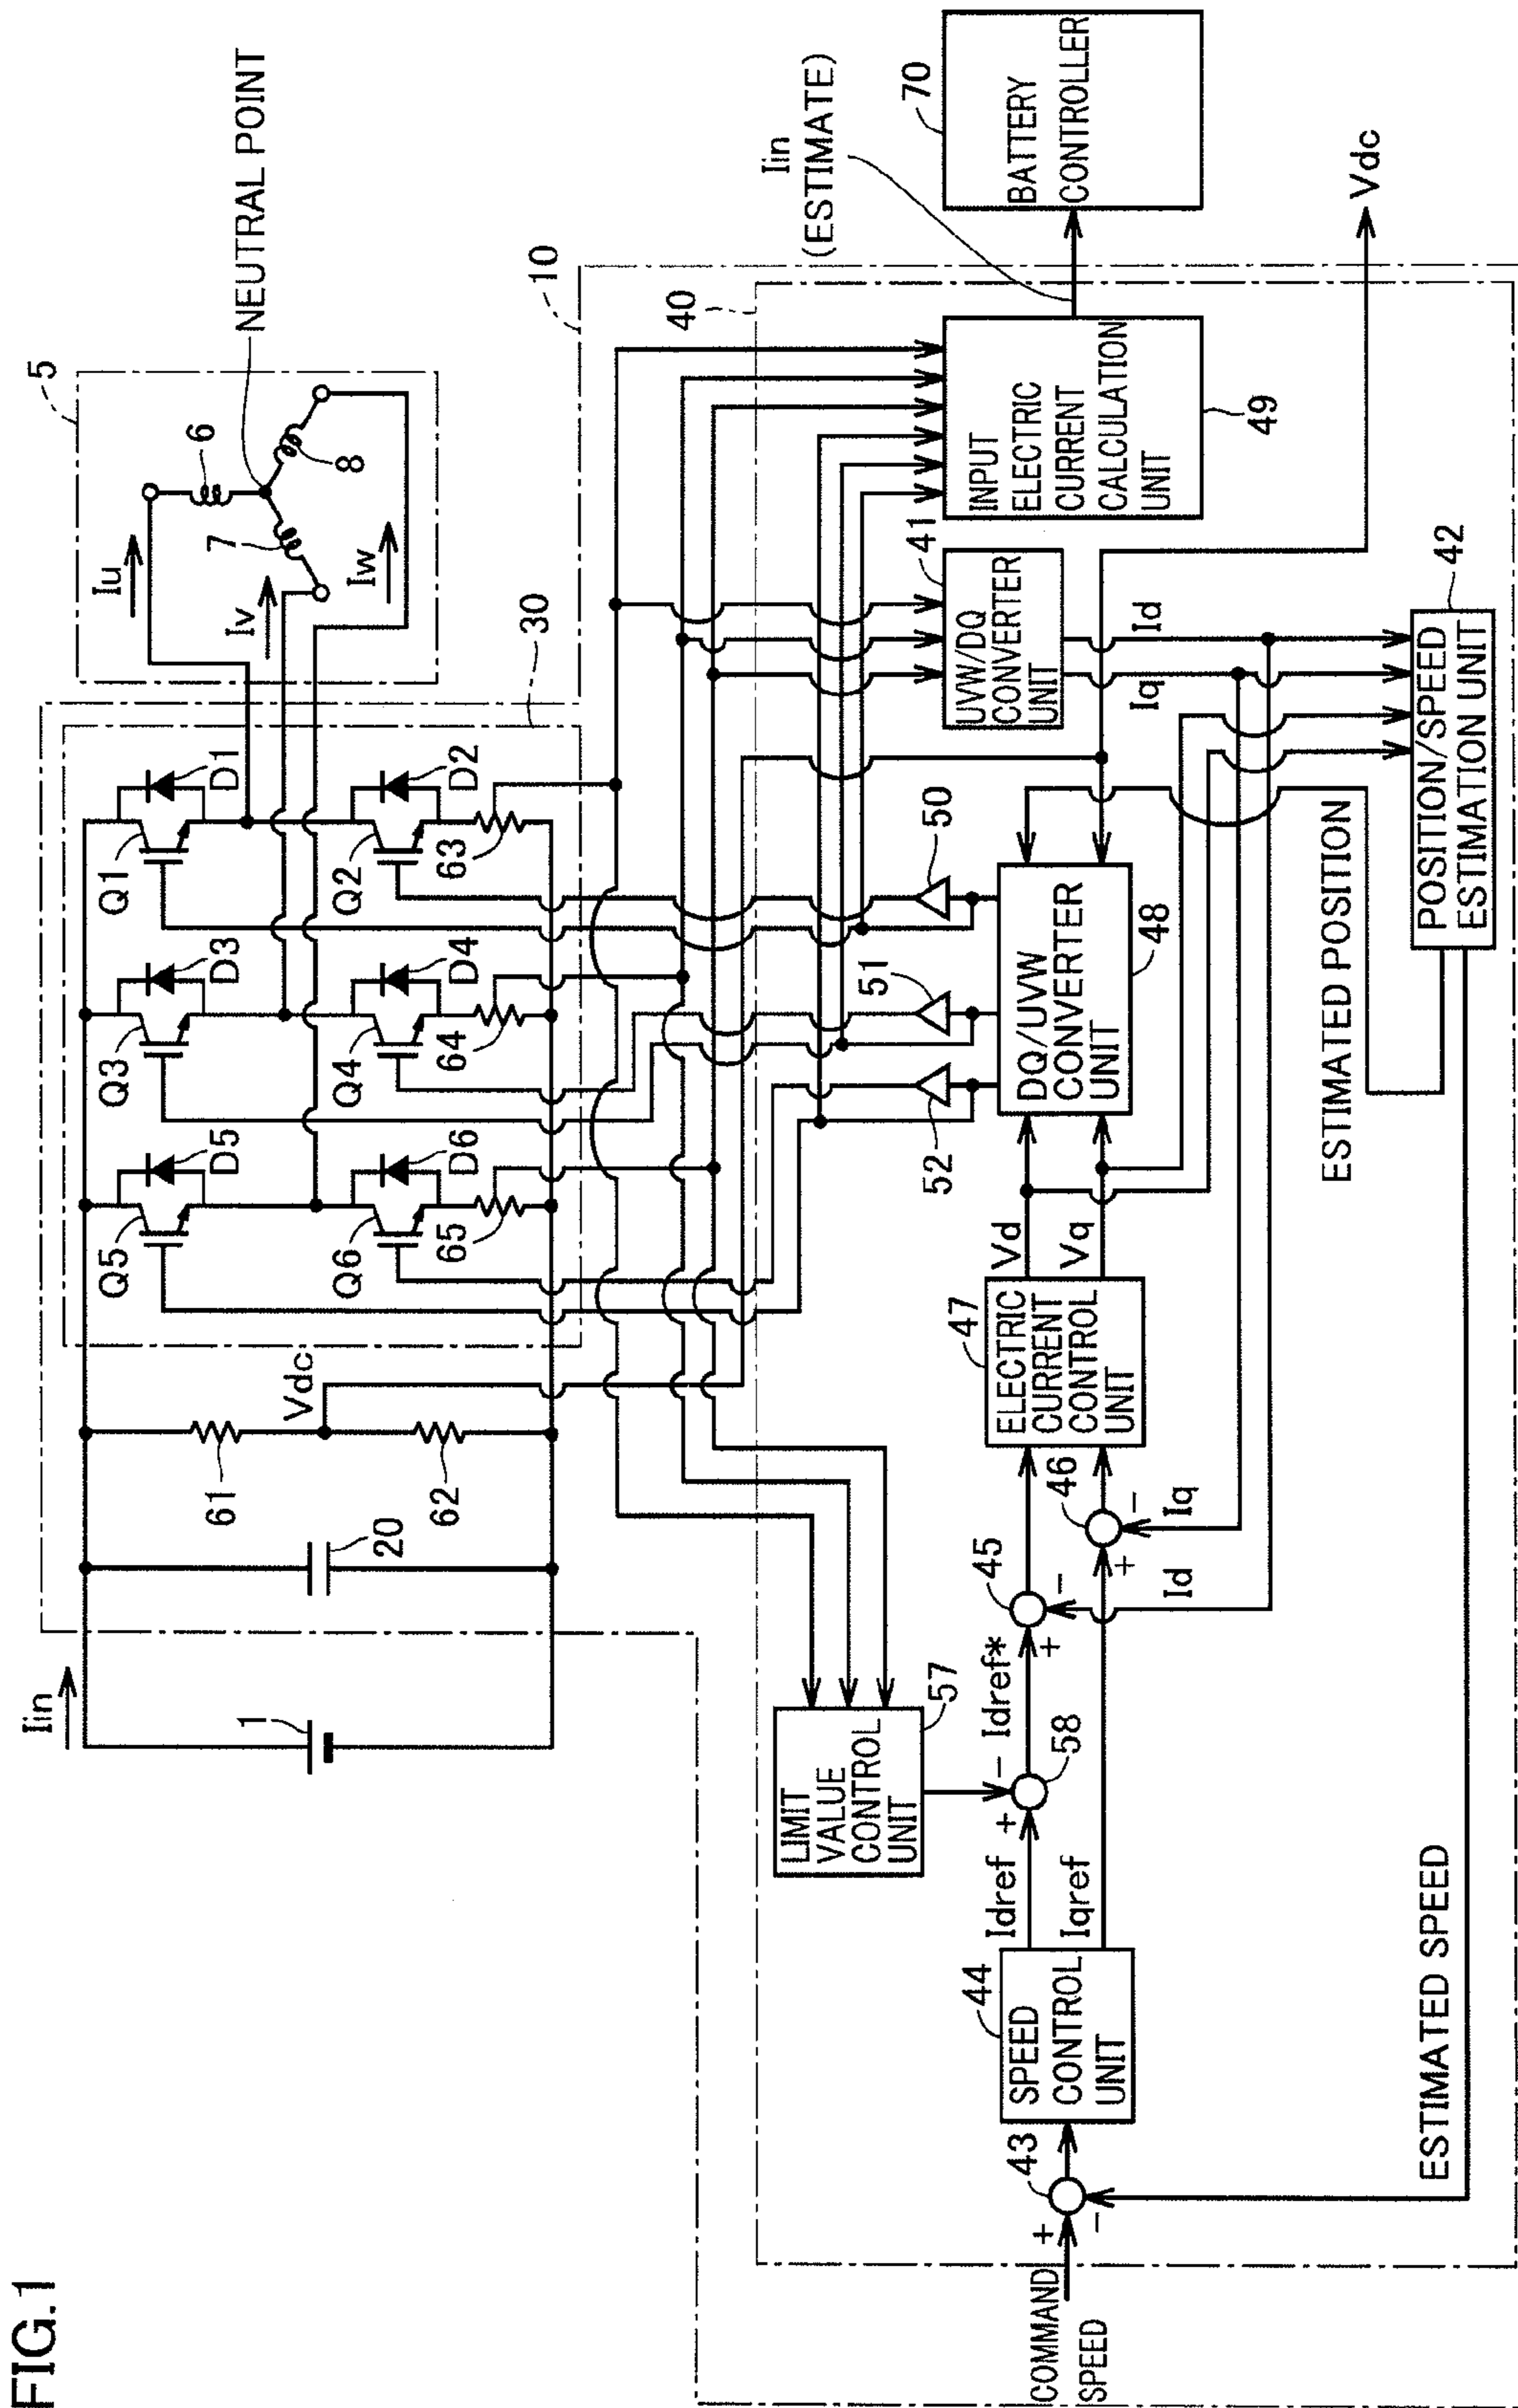 FIG.1
Iin
1
20
61
62
Vdc
Q5
D5
Q3
D3
Q1
D1
Q6
D6
Q4
D4
Q2
D2
65
64
63
30
5
Iu
Iv
Iw
6
7
8
NEUTRAL POINT
10
40
LIMIT
VALUE
CONTROL
UNIT
57
52
51
50
41
UVW/DQ
CONVERTER
UNIT
INPUT
ELECTRIC
CURRENT
CALCULATION
UNIT
49
Iin
(ESTIMATE)
70
BATTERY
CONTROLLER
Vdc
COMMAND
SPEED
+
-
43
44
SPEED
CONTROL
UNIT
Idref
Iqref
+
-
58
Idref*
+
-
45
+
-
46
Id
Iq
47
ELECTRIC
CURRENT
CONTROL
UNIT
Vd
Vq
DQ/UVW
CONVERTER
UNIT
48
Id
Iq
42
POSITION/SPEED
ESTIMATION UNIT
ESTIMATED POSITION
ESTIMATED SPEED